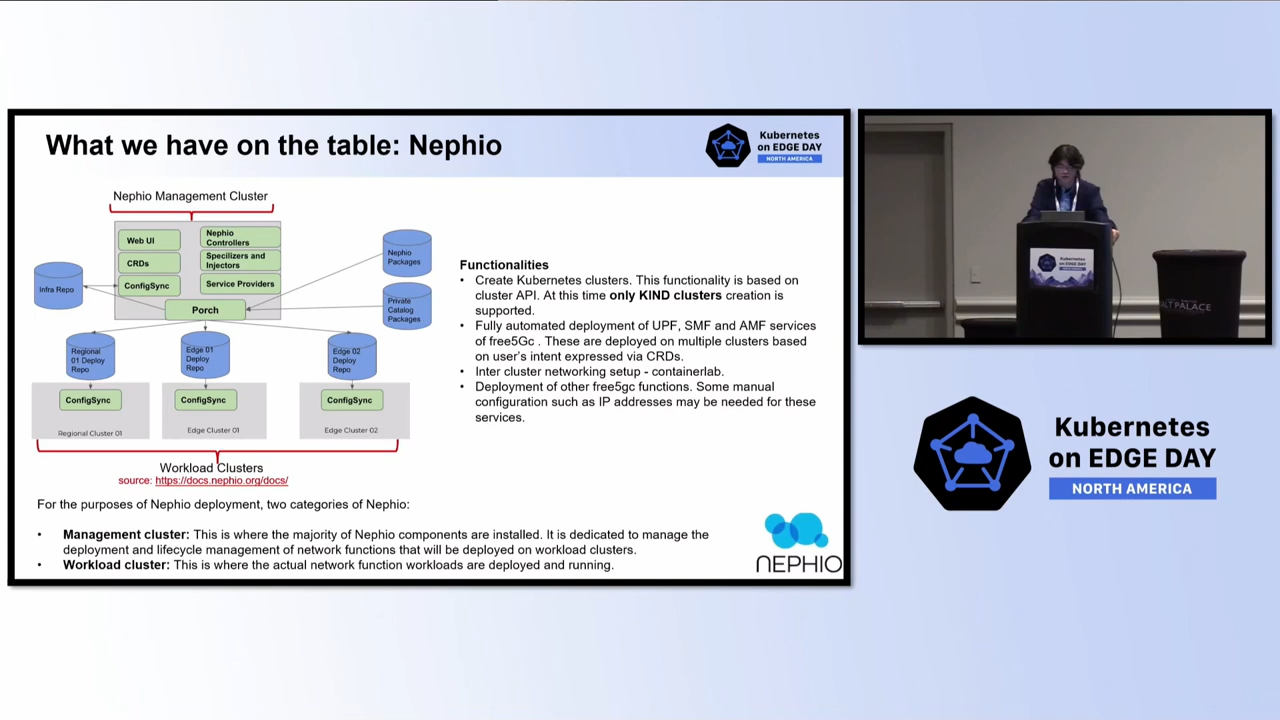 What we have on the table: Nephio
Kubernetes
on EDGE DAY
NORTH AMERICA
Nephio Management Cluster
Web UI
CRDs
ConfigSync
Nephio
Controllers
Specilizers and
Injectors
Service Providers
Porch
Infra Repo
Nephio
Packages
Private
Catalog
Packages
Regional
01 Deploy
Repo
Edge 01
Deploy
Repo
Edge 02
Deploy
Repo
ConfigSync
ConfigSync
ConfigSync
Regional Cluster 01
Edge Cluster 01
Edge Cluster 02
Workload Clusters
source: https://docs.nephio.org/docs/
Functionalities
• Create Kubernetes clusters. This functionality is based on
cluster API. At this time only KIND clusters creation is
supported.
• Fully automated deployment of UPF, SMF and AMF services
of free5Gc . These are deployed on multiple clusters based
on user's intent expressed via CRDs.
• Inter cluster networking setup - containerlab.
• Deployment of other free5gc functions. Some manual
configuration such as IP addresses may be needed for these
services.
For the purposes of Nephio deployment, two categories of Nephio:
• Management cluster: This is where the majority of Nephio components are installed. It is dedicated to manage the
deployment and lifecycle management of network functions that will be deployed on workload clusters.
• Workload cluster: This is where the actual network function workloads are deployed and running.
NEPHIO
Kubernetes
on EDGE DAY
ALT PALACE
Kubernetes
on EDGE DAY
NORTH AMERICA